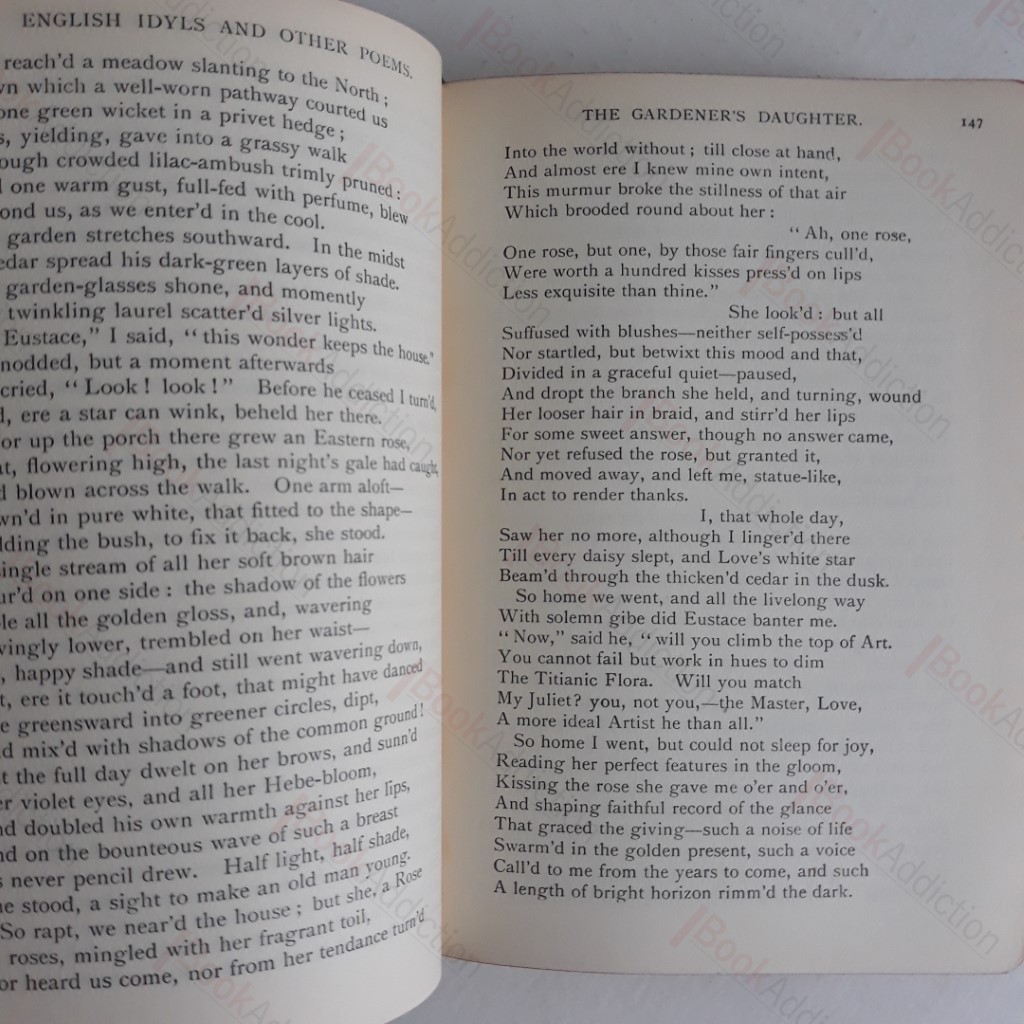 ENGLISH IDYLS AND OTHER POEMS.
reach'd a meadow slanting to the North ;
which a well-worn pathway courted us
one green wicket in a privet hedge ;
yielding, gave into a grassy walk
crowded lilac-ambush trimly pruned :
one warm gust, full-fed with perfume, blew
us, as we enter'd in the cool.
garden stretches southward. In the midst
spread his dark-green layers of shade.
garden-glasses shone, and momently
twinkling laurel scatter'd silver lights.
Eustace," I said, "this wonder keeps the house."
nodded, but a moment afterwards
cried, "Look! look!" Before he ceased I turn'd,
ere a star can wink, beheld her there.
up the porch there grew an Eastern rose,
flowering high, the last night's gale had caught,
blown across the walk. One arm aloft—
in pure white, that fitted to the shape—
the bush, to fix it back, she stood.
single stream of all her soft brown hair
on one side : the shadow of the flowers
all the golden gloss, and, wavering
lower, trembled on her waist—
happy shade—and still went wavering down,
ere it touch'd a foot, that might have danced
greensward into greener circles, dipt,
mix'd with shadows of the common ground!
the full day dwelt on her brows, and sunn'd
violet eyes, and all her Hebe-bloom,
doubled his own warmth against her lips,
on the bounteous wave of such a breast
never pencil drew. Half light, half shade,
stood, a sight to make an old man young.
So rapt, we near'd the house ; but she, a Rose
roses, mingled with her fragrant toil,
heard us come, nor from her tendance turn'd
THE GARDENER'S DAUGHTER. 147
Into the world without ; till close at hand,
And almost ere I knew mine own intent,
This murmur broke the stillness of that air
Which brooded round about her :
"Ah, one rose,
One rose, but one, by those fair fingers cull'd,
Were worth a hundred kisses press'd on lips
Less exquisite than thine."
She look'd : but all
Suffused with blushes—neither self-possess'd
Nor startled, but betwixt this mood and that,
Divided in a graceful quiet—paused,
And dropt the branch she held, and turning, wound
Her looser hair in braid, and stirr'd her lips
For some sweet answer, though no answer came,
Nor yet refused the rose, but granted it,
And moved away, and left me, statue-like,
In act to render thanks.
I, that whole day,
Saw her no more, although I linger'd there
Till every daisy slept, and Love's white star
Beam'd through the thicken'd cedar in the dusk.
So home we went, and all the livelong way
With solemn gibe did Eustace banter me.
"Now," said he, "will you climb the top of Art.
You cannot fail but work in hues to dim
The Titianic Flora. Will you match
My Juliet? you, not you,—the Master, Love,
A more ideal Artist he than all."
So home I went, but could not sleep for joy,
Reading her perfect features in the gloom,
Kissing the rose she gave me o'er and o'er,
And shaping faithful record of the glance
That graced the giving—such a noise of life
Swarm'd in the golden present, such a voice
Call'd to me from the years to come, and such
A length of bright horizon rimm'd the dark.